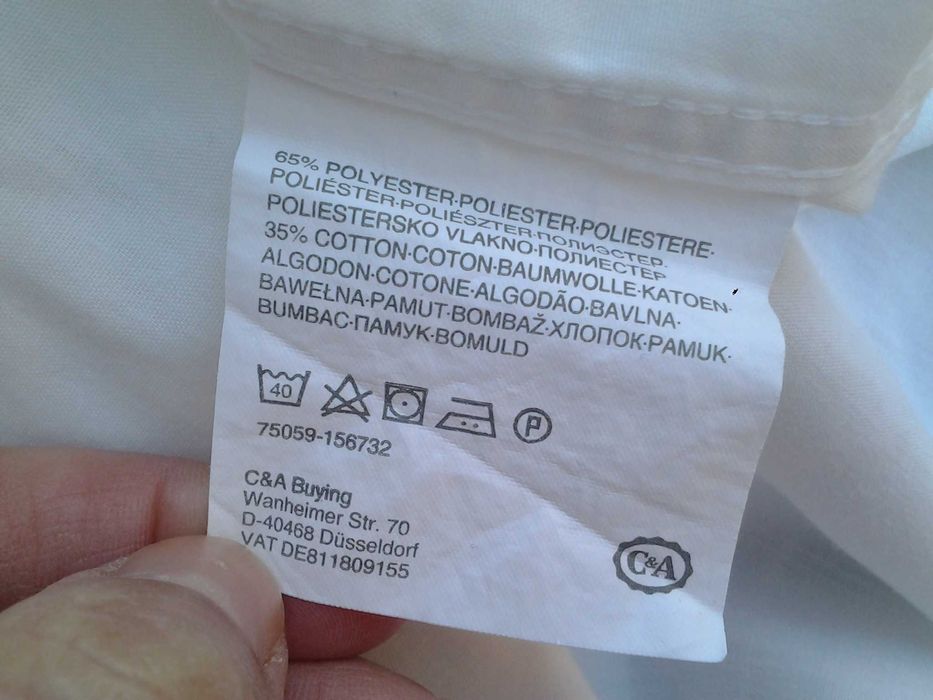 65% POLYESTER·POLIESTER·POLIESTERE·
POLIÉSTER·POLIÉSZTER·ПОЛИЭСТЕР·
POLIESTERSKO VLAKNO·ПОЛИЕСТЕР
35% COTTON·COTON·BAUMWOLLE·KATOEN·
ALGODON·COTONE·ALGODÃO·BAVLNA·
BAWEŁNA·PAMUT·BOMBAŽ·ХЛОПОК·PAMUK·
BUMBAC·ПАМУК·BOMULD
40
P
75059-156732
C&A Buying
Wanheimer Str. 70
D-40468 Düsseldorf
VAT DE811809155
C&A